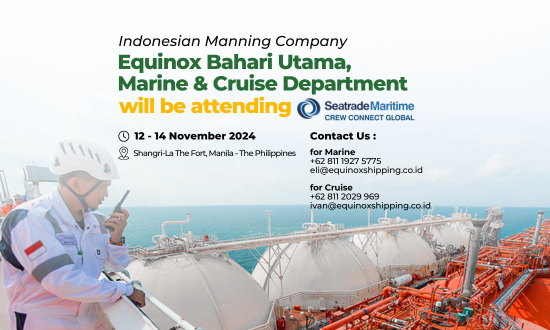 Indonesian Manning Company
Equinox Bahari Utama,
Marine & Cruise Department
will be attending SeatradeMaritime
CREW CONNECT GLOBAL
12 - 14 November 2024
Shangri-La The Fort, Manila - The Philippines
Contact Us :
for Marine
+62 811 1927 5775
eli@equinoxshipping.co.id
for Cruise
+62 811 2029 969
ivan@equinoxshipping.co.id